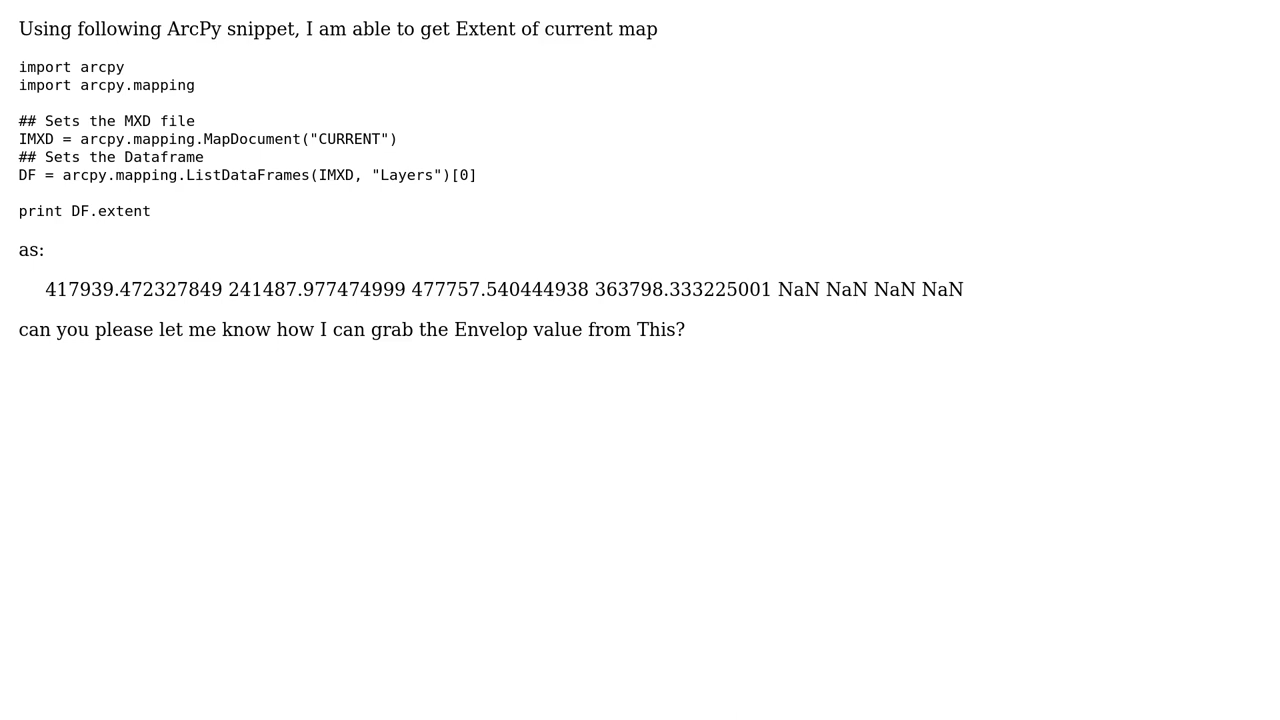 Using following ArcPy snippet, I am able to get Extent of current map
import arcpy
import arcpy.mapping
## Sets the MXD file
IMXD = arcpy.mapping.MapDocument("CURRENT")
## Sets the Dataframe
DF = arcpy.mapping.ListDataFrames(IMXD, "Layers")[0]
print DF.extent
as:
417939.472327849 241487.977474999 477757.540444938 363798.333225001 NaN NaN NaN NaN
can you please let me know how I can grab the Envelop value from This?